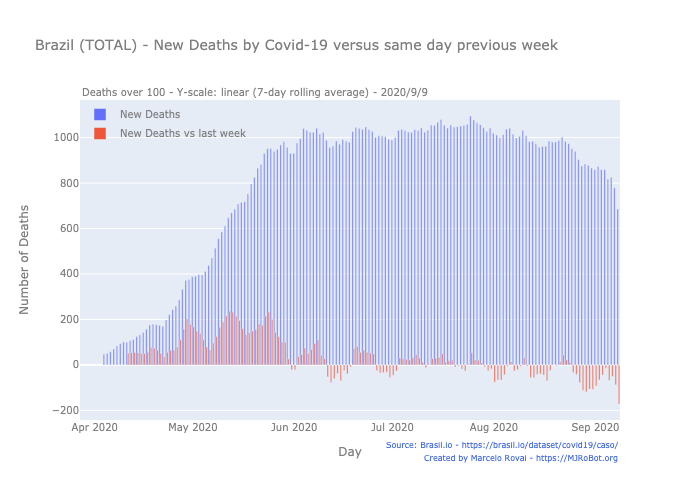 Brazil (TOTAL) - New Deaths by Covid-19 versus same day previous week
Deaths over 100 - Y-scale: linear (7-day rolling average) - 2020/9/9
New Deaths
New Deaths vs last week
1000
800
600
400
200
0
−200
Number of Deaths
Apr 2020
May 2020
Jun 2020
Jul 2020
Aug 2020
Sep 2020
Day
Source: Brasil.io - https://brasil.io/dataset/covid19/caso/
Created by Marcelo Rovai - https://MJRoBot.org